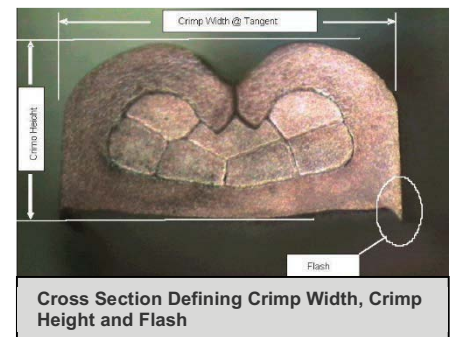 Crimp Width @ Tangent
Crimp Height
Flash
Cross Section Defining Crimp Width, Crimp
Height and Flash